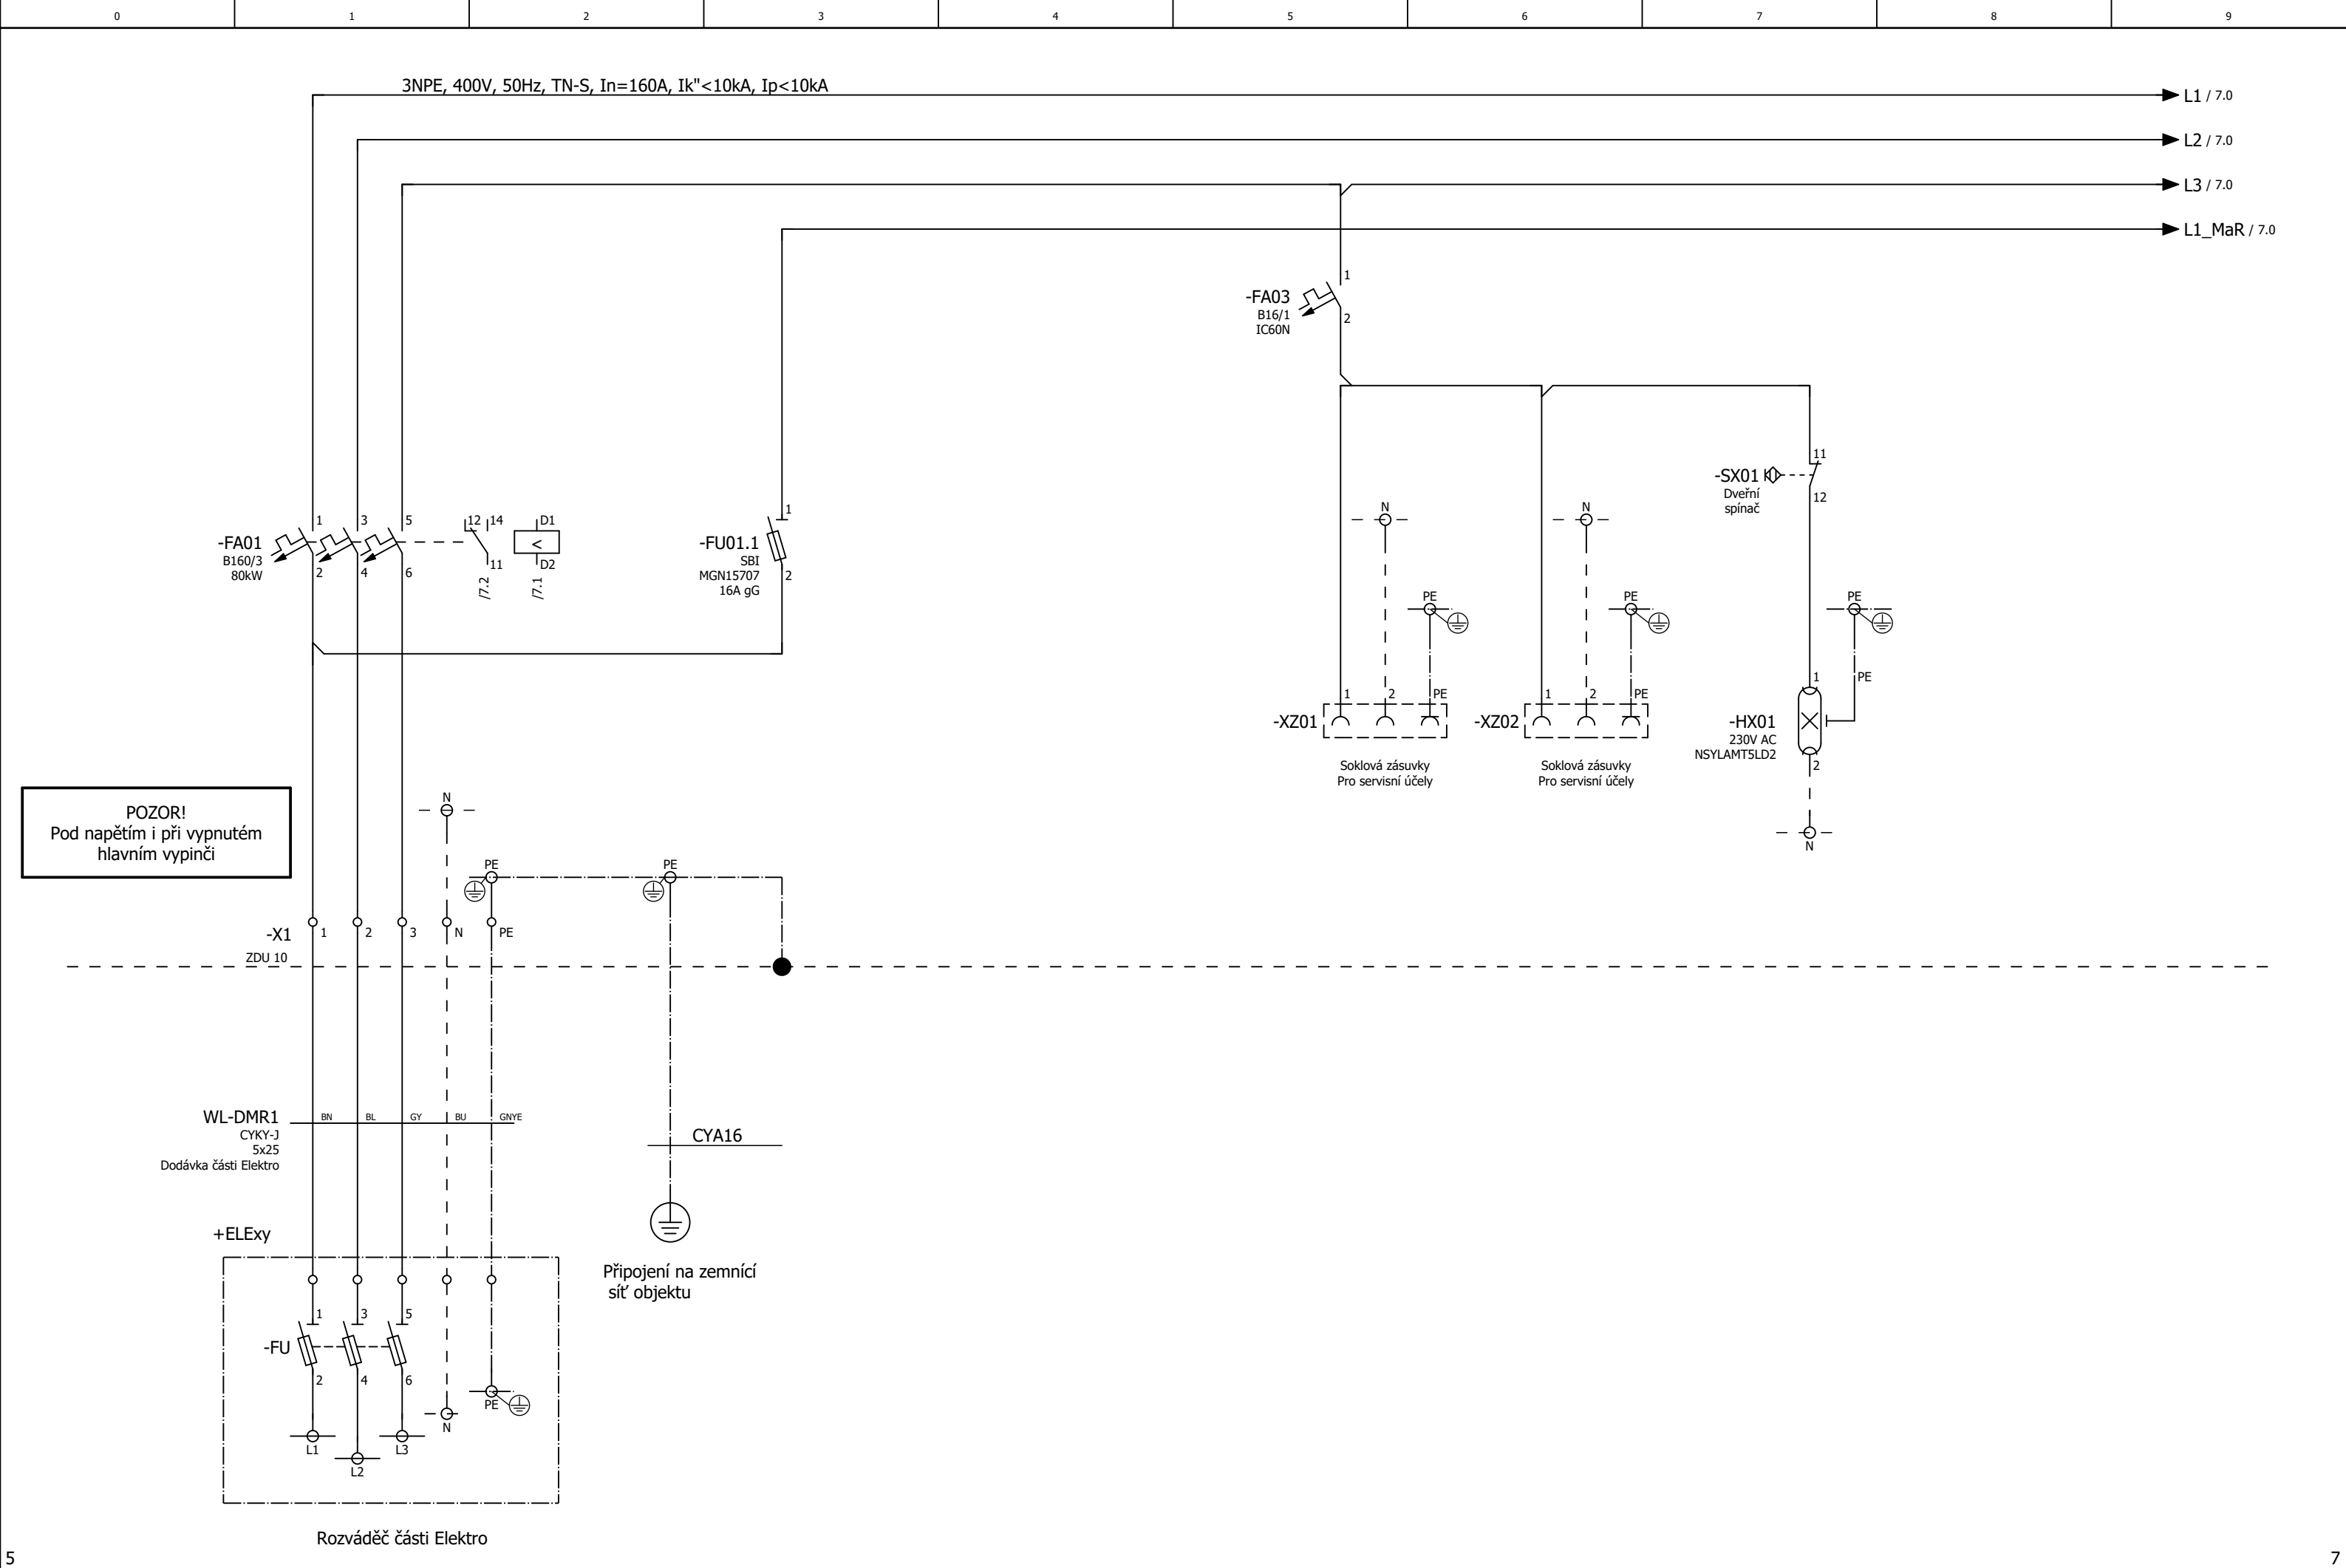 0 1 2 3 4 5 6 7 8 9
3NPE, 400V, 50Hz, TN-S, In=160A, Ik"<10kA, Ip<10kA
L1 / 7.0
L2 / 7.0
L3 / 7.0
L1_MaR / 7.0
1
-FA03
B16/1
IC60N
2
11
-SX01
Dveřní
spínač
12
1 3 5 12 14 D1
-FA01
B160/3
80kW
2 4 6 11 < D2
/7.2 /7.1
1
-FU01.1
SBI
MGN15707
16A gG
2
N N
PE PE PE
1 2 PE
-XZ01
Soklová zásuvky
Pro servisní účely
1 2 PE
-XZ02
Soklová zásuvky
Pro servisní účely
1 PE
-HX01
230V AC
NSYLAMT5LD2
2
N
POZOR!
Pod napětím i při vypnutém
hlavním vypinči
N
PE PE
-X1 1 2 3 N PE
ZDU 10
WL-DMR1 BN BL GY BU GNYE
CYKY-J
5x25
Dodávka části Elektro
CYA16
Připojení na zemnící
síť objektu
+ELExy
1 3 5
-FU
2 4 6
PE
N
L1 L3
L2
Rozváděč části Elektro
5 7